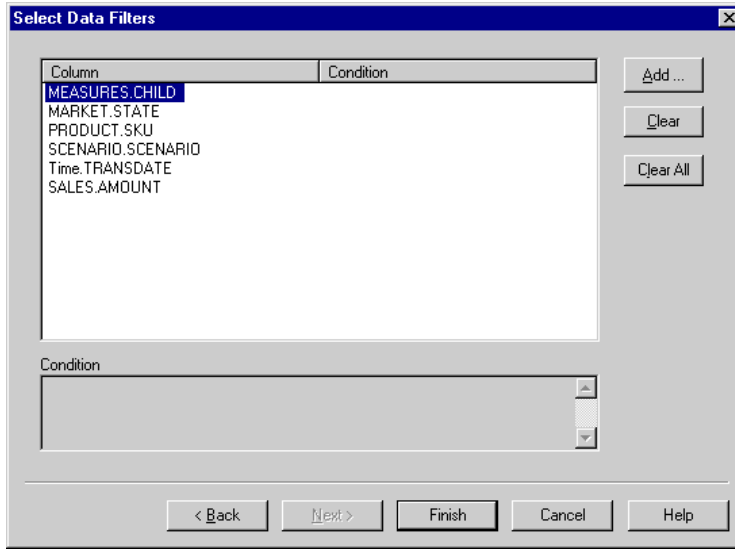 Select Data Filters
Column Condition
MEASURES.CHILD
MARKET.STATE
PRODUCT.SKU
SCENARIO.SCENARIO
Time.TRANSDATE
SALES.AMOUNT
Add ...
Clear
Clear All
Condition
< Back Next > Finish Cancel Help